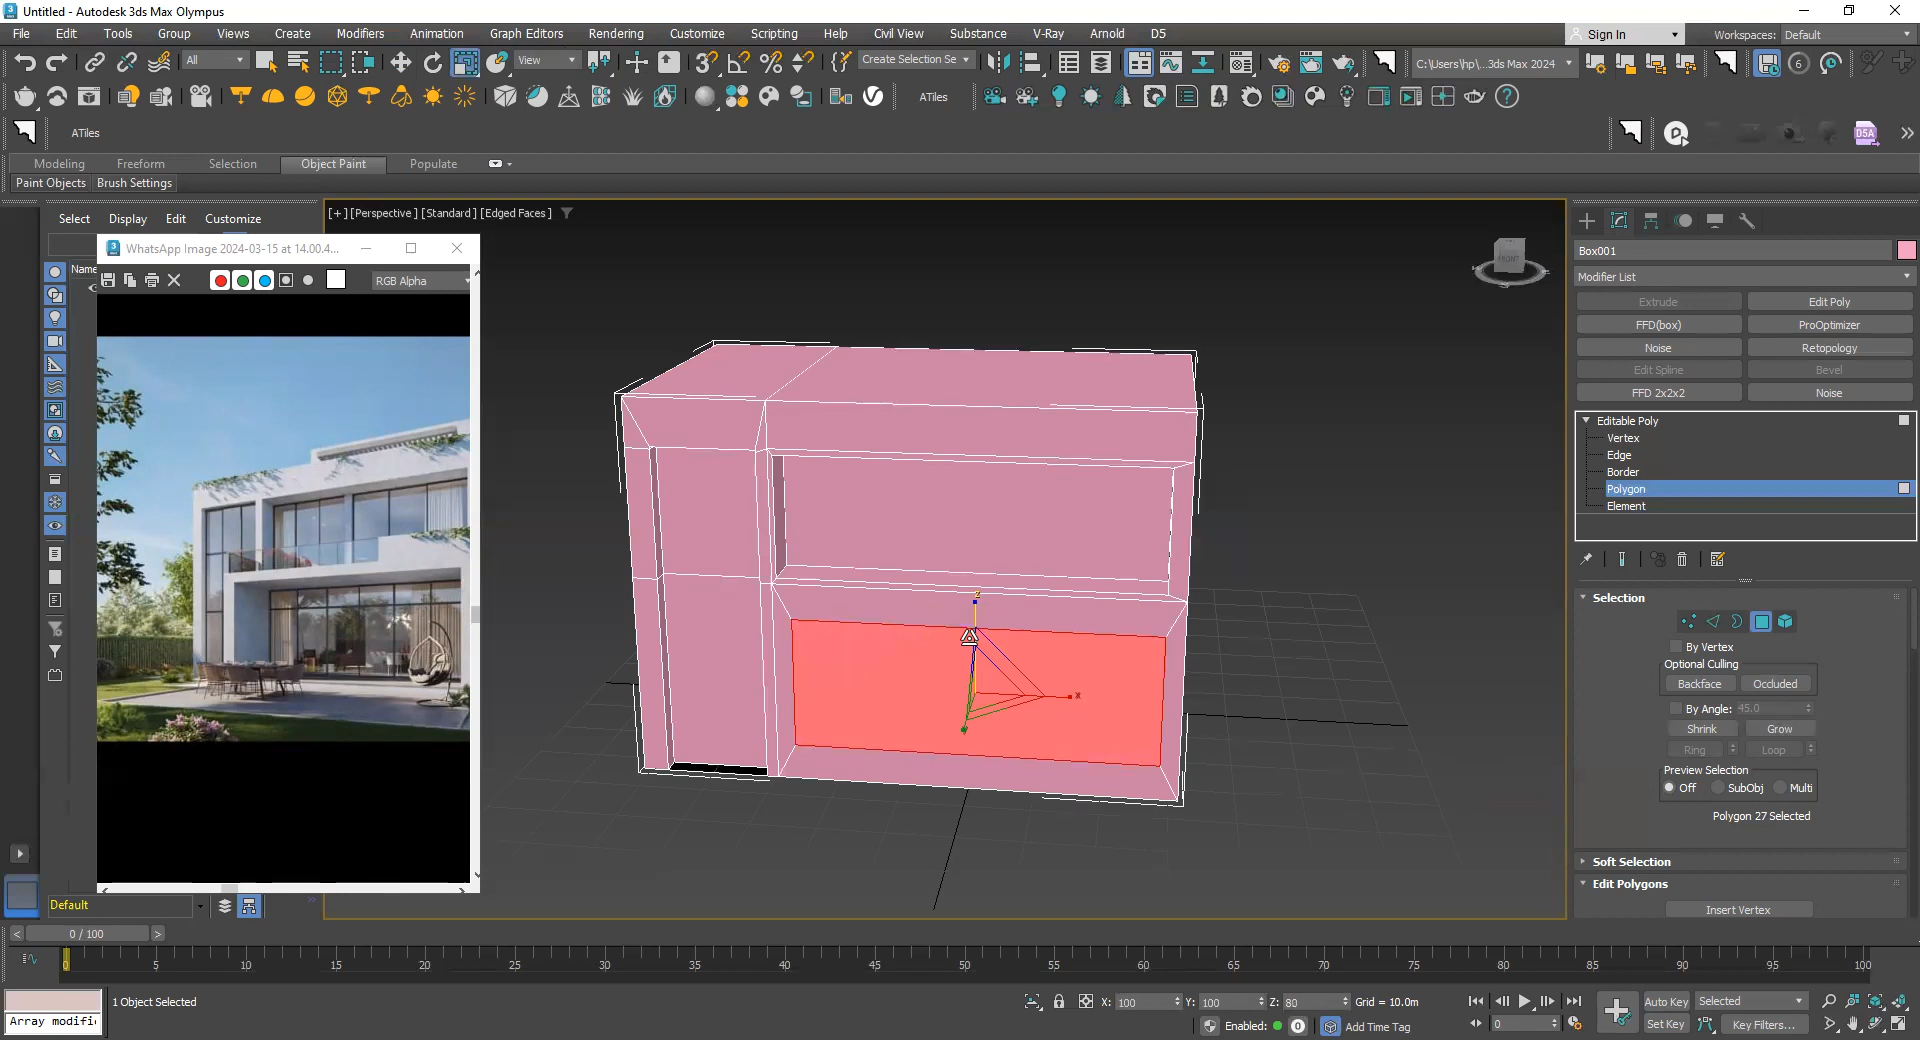 Untitled - Autodesk 3ds Max Olympus
File Edit Tools Group Views Create Modifiers Animation Graph Editors Rendering Customize Scripting Help Civil View Substance V-Ray Arnold D5 Sign In Workspaces: Default
All View Create Selection Se C:\Users\hp\...3ds Max 2024 6
ATiles
ATiles D5A
Modeling Freeform Selection Object Paint Populate
Paint Objects Brush Settings
Select Display Edit Customize
[+] [Perspective] [Standard] [Edged Faces]
WhatsApp Image 2024-03-15 at 14.00.4...
Name
RGB Alpha
FRONT
Box001
Modifier List
Extrude Edit Poly
FFD(box) ProOptimizer
Noise Retopology
Edit Spline Bevel
FFD 2x2x2 Noise
Editable Poly
Vertex
Edge
Border
Polygon
Element
Selection
By Vertex
Optional Culling
Backface Occluded
By Angle: 45.0
Shrink Grow
Ring Loop
Preview Selection
Off SubObj Multi
Polygon 27 Selected
Soft Selection
Edit Polygons
Insert Vertex
z
x
Default
< 0 / 100 >
0 5 10 15 20 25 30 35 40 45 50 55 60 65 70 75 80 85 90 95 100
1 Object Selected X: 100 Y: 100 Z: 80 Grid = 10.0m Auto Key Selected
Array modifi Enabled: 0 Add Time Tag 0 Set Key Key Filters...